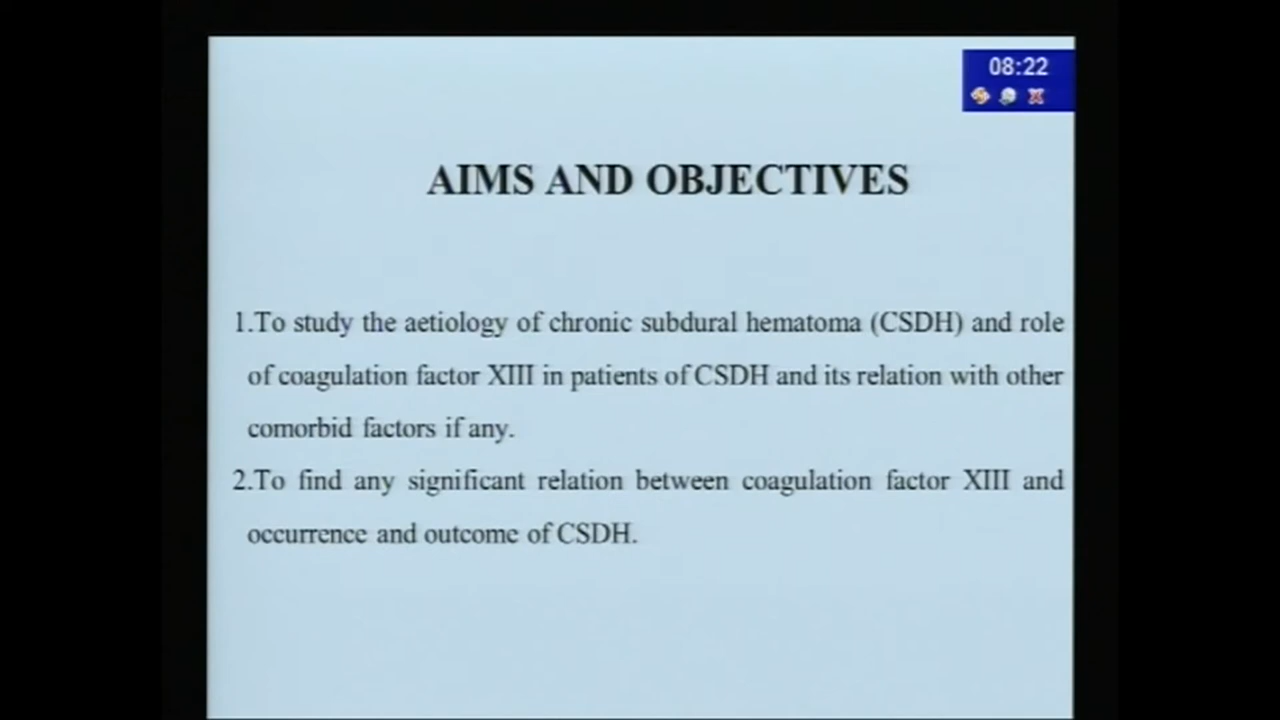 08:22
AIMS AND OBJECTIVES
1.To study the aetiology of chronic subdural hematoma (CSDH) and role
of coagulation factor XIII in patients of CSDH and its relation with other
comorbid factors if any.
2.To find any significant relation between coagulation factor XIII and
occurrence and outcome of CSDH.